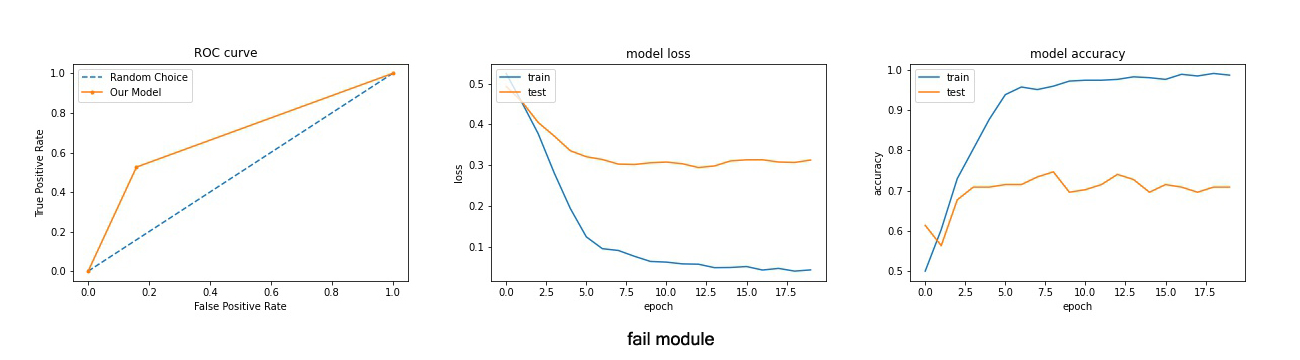 ROC curve
1.0
0.8
0.6
0.4
0.2
0.0
True Positive Rate
Random Choice
Our Model
0.0 0.2 0.4 0.6 0.8 1.0
False Positive Rate
model loss
0.5
0.4
0.3
0.2
0.1
loss
train
test
0.0 2.5 5.0 7.5 10.0 12.5 15.0 17.5
epoch
model accuracy
1.0
0.9
0.8
0.7
0.6
0.5
accuracy
train
test
0.0 2.5 5.0 7.5 10.0 12.5 15.0 17.5
epoch
fail module